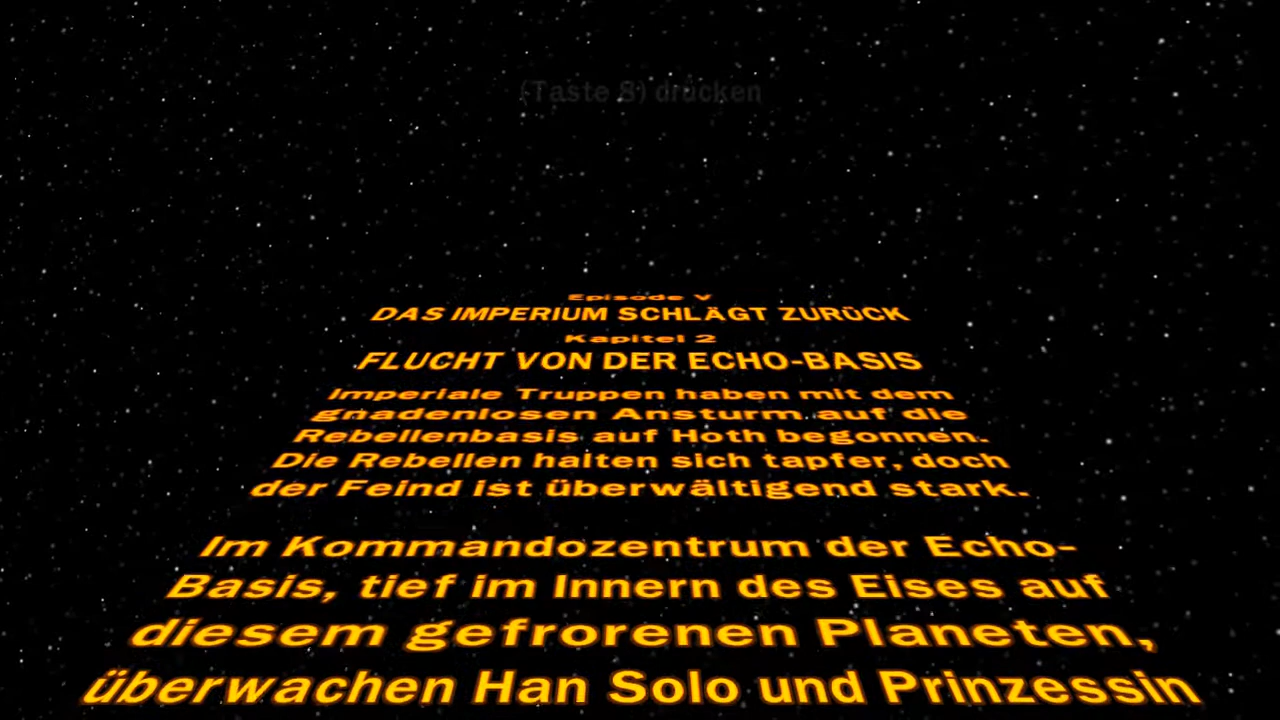 (Taste S) drücken
Episode V
DAS IMPERIUM SCHLÄGT ZURÜCK
Kapitel 2
FLUCHT VON DER ECHO-BASIS
Imperiale Truppen haben mit dem
gnadenlosen Ansturm auf die
Rebellenbasis auf Hoth begonnen.
Die Rebellen halten sich tapfer, doch
der Feind ist überwältigend stark.
Im Kommandozentrum der Echo-
Basis, tief im Innern des Eises auf
diesem gefrorenen Planeten,
überwachen Han Solo und Prinzessin